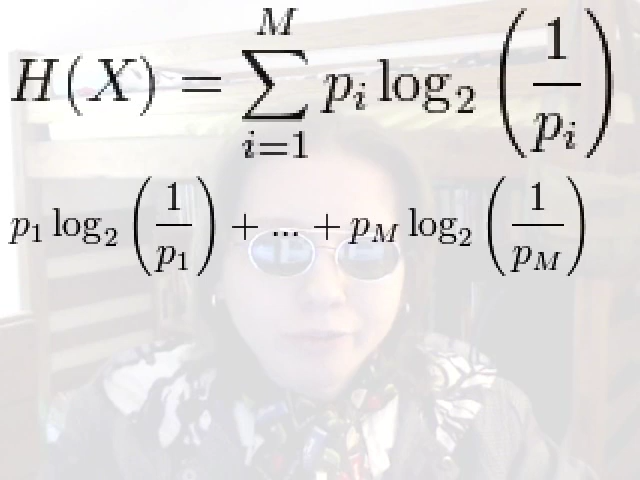 H(X) = \sum_{i=1}^{M} p_i \log_2 \left( \frac{1}{p_i} \right)
p_1 \log_2 \left( \frac{1}{p_1} \right) + ... + p_M \log_2 \left( \frac{1}{p_M} \right)